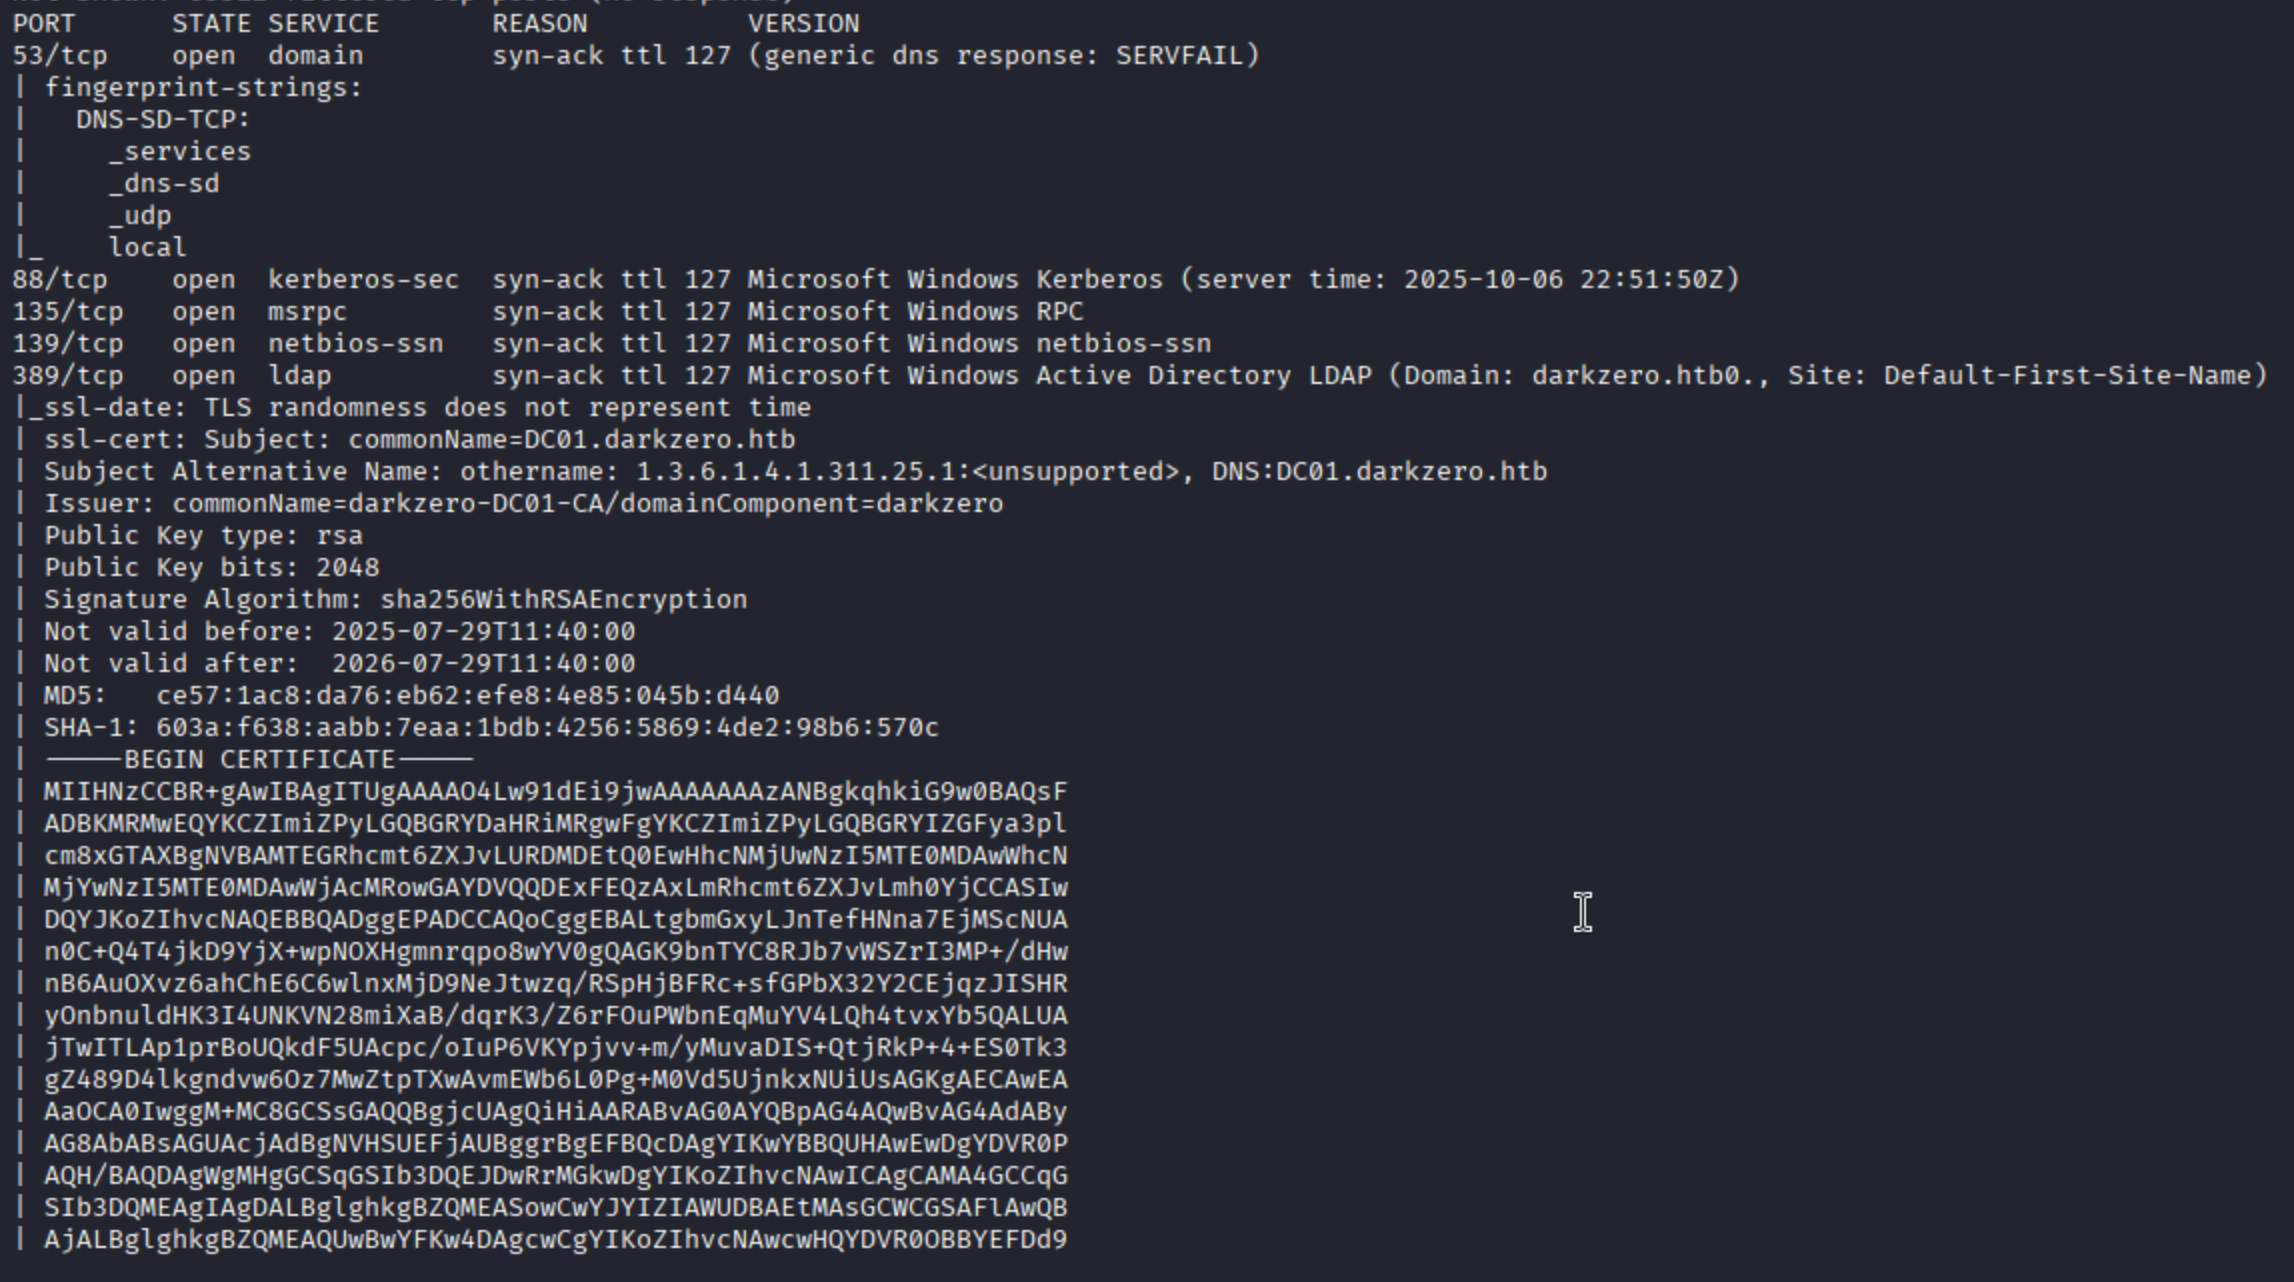 PORT      STATE SERVICE       REASON          VERSION
53/tcp    open  domain        syn-ack ttl 127 (generic dns response: SERVFAIL)
| fingerprint-strings:
|   DNS-SD-TCP:
|     _services
|     _dns-sd
|     _udp
|_    local
88/tcp    open  kerberos-sec  syn-ack ttl 127 Microsoft Windows Kerberos (server time: 2025-10-06 22:51:50Z)
135/tcp   open  msrpc         syn-ack ttl 127 Microsoft Windows RPC
139/tcp   open  netbios-ssn   syn-ack ttl 127 Microsoft Windows netbios-ssn
389/tcp   open  ldap          syn-ack ttl 127 Microsoft Windows Active Directory LDAP (Domain: darkzero.htb0., Site: Default-First-Site-Name)
|_ssl-date: TLS randomness does not represent time
| ssl-cert: Subject: commonName=DC01.darkzero.htb
| Subject Alternative Name: othername: 1.3.6.1.4.1.311.25.1:<unsupported>, DNS:DC01.darkzero.htb
| Issuer: commonName=darkzero-DC01-CA/domainComponent=darkzero
| Public Key type: rsa
| Public Key bits: 2048
| Signature Algorithm: sha256WithRSAEncryption
| Not valid before: 2025-07-29T11:40:00
| Not valid after:  2026-07-29T11:40:00
| MD5:   ce57:1ac8:da76:eb62:efe8:4e85:045b:d440
| SHA-1: 603a:f638:aabb:7eaa:1bdb:4256:5869:4de2:98b6:570c
| -----BEGIN CERTIFICATE-----
| MIIHNzCCBR+gAwIBAgITUgAAAAO4Lw91dEi9jwAAAAAAAzANBgkqhkiG9w0BAQsF
| ADBKMRMwEQYKCZImiZPyLGQBGRYDaHRiMRgwFgYKCZImiZPyLGQBGRYIZGFya3pl
| cm8xGTAXBgNVBAMTEGRhcmt6ZXJvLURDMDEtQ0EwHhcNMjUwNzI5MTE0MDAwWhcN
| MjYwNzI5MTE0MDAwWjAcMRowGAYDVQQDExFEQzAxLmRhcmt6ZXJvLmh0YjCCASIw
| DQYJKoZIhvcNAQEBBQADggEPADCCAQoCggEBALtgbmGxyLJnTefHNna7EjMScNUA
| n0C+Q4T4jkD9YjX+wpNOXHgmnrqpo8wYV0gQAGK9bnTYC8RJb7vWSZrI3MP+/dHw
| nB6AuOXvz6ahChE6C6wlnxMjD9NeJtwzq/RSpHjBFRc+sfGPbX32Y2CEjqzJISHR
| yOnbnuldHK3I4UNKVN28miXaB/dqrK3/Z6rFOuPWbnEqMuYV4LQh4tvxYb5QALUA
| jTwITLAp1prBoUQkdF5UAcpc/oIuP6VKYpjvv+m/yMuvaDIS+QtjRkP+4+ES0Tk3
| gZ489D4lkgndvw6Oz7MwZtpTXwAvmEWb6L0Pg+M0Vd5UjnkxNUiUsAGKgAECAwEA
| AaOCA0IwggM+MC8GCSsGAQQBgjcUAgQiHiAARABvAG0AYQBpAG4AQwBvAG4AdABy
| AG8AbABsAGUAcjAdBgNVHSUEFjAUBggrBgEFBQcDAgYIKwYBBQUHAwEwDgYDVR0P
| AQH/BAQDAgWgMHgGCSqGSIb3DQEJDwRrMGkwDgYIKoZIhvcNAwICAgCAMA4GCCqG
| SIb3DQMEAgIAgDALBglghkgBZQMEASowCwYJYIZIAWUDBAEtMAsGCWCGSAFlAwQB
| AjALBglghkgBZQMEAQUwBwYFKw4DAgcwCgYIKoZIhvcNAwcwHQYDVR0OBBYEFDd9